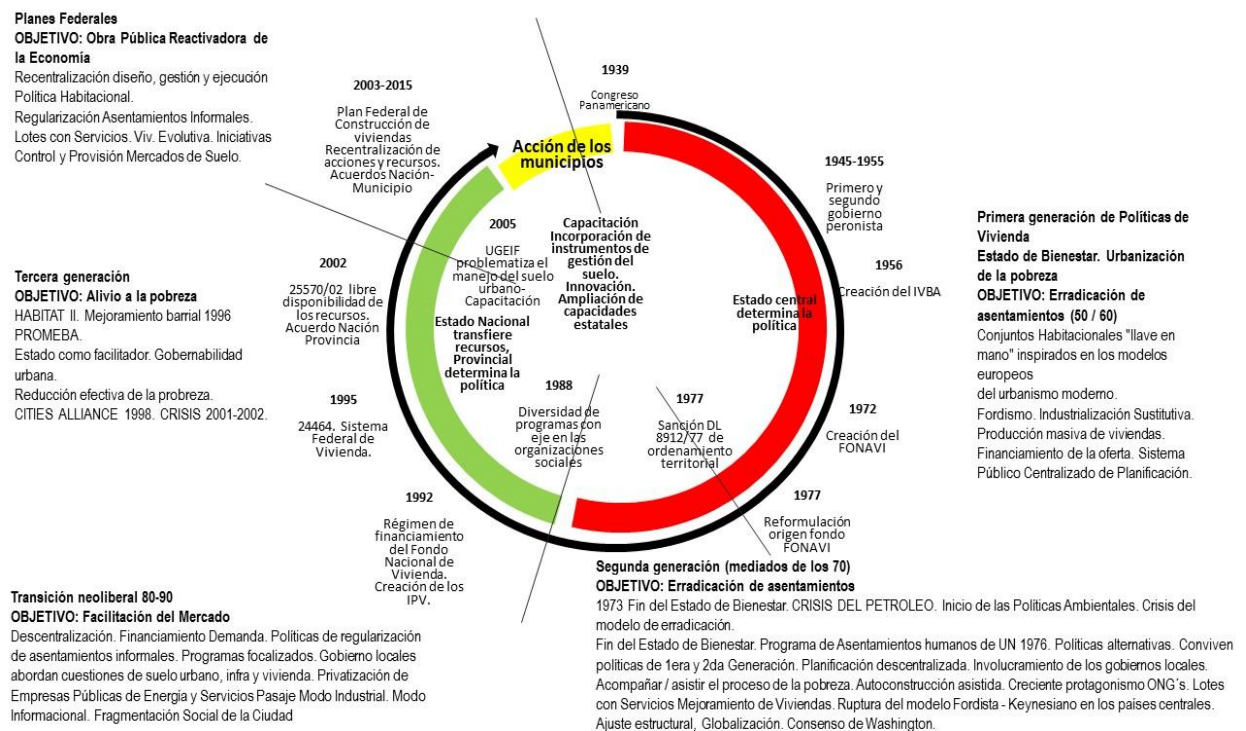 Planes Federales
OBJETIVO: Obra Pública Reactivadora de
la Economía
Recentralización diseño, gestión y ejecución
Política Habitacional.
Regularización Asentamientos Informales.
Lotes con Servicios. Viv. Evolutiva. Iniciativas
Control y Provisión Mercados de Suelo.
2003-2015
Plan Federal de
Construcción de
viviendas
Recentralización de
acciones y recursos.
Acuerdos Nación-
Municipio
1939
Congreso
Panamericano
Acción de los
municipios
1945-1955
Primero y
segundo
gobierno
peronista
1956
Creación del IVBA
Primera generación de Políticas de
Vivienda
Estado de Bienestar. Urbanización
de la pobreza
OBJETIVO: Erradicación de
asentamientos (50 / 60)
Conjuntos Habitacionales "llave en
mano" inspirados en los modelos
europeos
del urbanismo moderno.
Fordismo. Industrialización Sustitutiva.
Producción masiva de viviendas.
Financiamiento de la oferta. Sistema
Público Centralizado de Planificación.
2005
UGEIF
problematiza el
manejo del suelo
urbano-
Capacitación
Capacitación
Incorporación de
instrumentos de
gestión del
suelo.
Innovación.
Ampliación de
capacidades
estatales
Estado central
determina la
política
Tercera generación
OBJETIVO: Alivio a la pobreza
HABITAT II. Mejoramiento barrial 1996
PROMEBA.
Estado como facilitador. Gobernabilidad
urbana.
Reducción efectiva de la probreza.
CITIES ALLIANCE 1998. CRISIS 2001-2002.
2002
25570/02 libre
disponibilidad de
los recursos.
Acuerdo Nación
Provincia
Estado Nacional
transfiere
recursos,
Provincial
determina la
política
1995
24464. Sistema
Federal de
Vivienda.
1988
Diversidad de
programas con
eje en las
organizaciones
sociales
1977
Sanción DL
8912/77 de
ordenamiento
territorial
1972
Creación del
FONAVI
1977
Reformulación
origen fondo
FONAVI
1992
Régimen de
financiamiento
del Fondo
Nacional de
Vivienda.
Creación de los
IPV.
Transición neoliberal 80-90
OBJETIVO: Facilitación del Mercado
Descentralización. Financiamiento Demanda. Políticas de regularización
de asentamientos informales. Programas focalizados. Gobierno locales
abordan cuestiones de suelo urbano, infra y vivienda. Privatización de
Empresas Públicas de Energía y Servicios Pasaje Modo Industrial. Modo
Informacional. Fragmentación Social de la Ciudad
Segunda generación (mediados de los 70)
OBJETIVO: Erradicación de asentamientos
1973 Fin del Estado de Bienestar. CRISIS DEL PETROLEO. Inicio de las Políticas Ambientales. Crisis del
modelo de erradicación.
Fin del Estado de Bienestar. Programa de Asentamientos humanos de UN 1976. Políticas alternativas. Conviven
políticas de 1era y 2da Generación. Planificación descentralizada. Involucramiento de los gobiernos locales.
Acompañar / asistir el proceso de la pobreza. Autoconstrucción asistida. Creciente protagonismo ONG´s. Lotes
con Servicios Mejoramiento de Viviendas. Ruptura del modelo Fordista - Keynesiano en los países centrales.
Ajuste estructural, Globalización. Consenso de Washington.